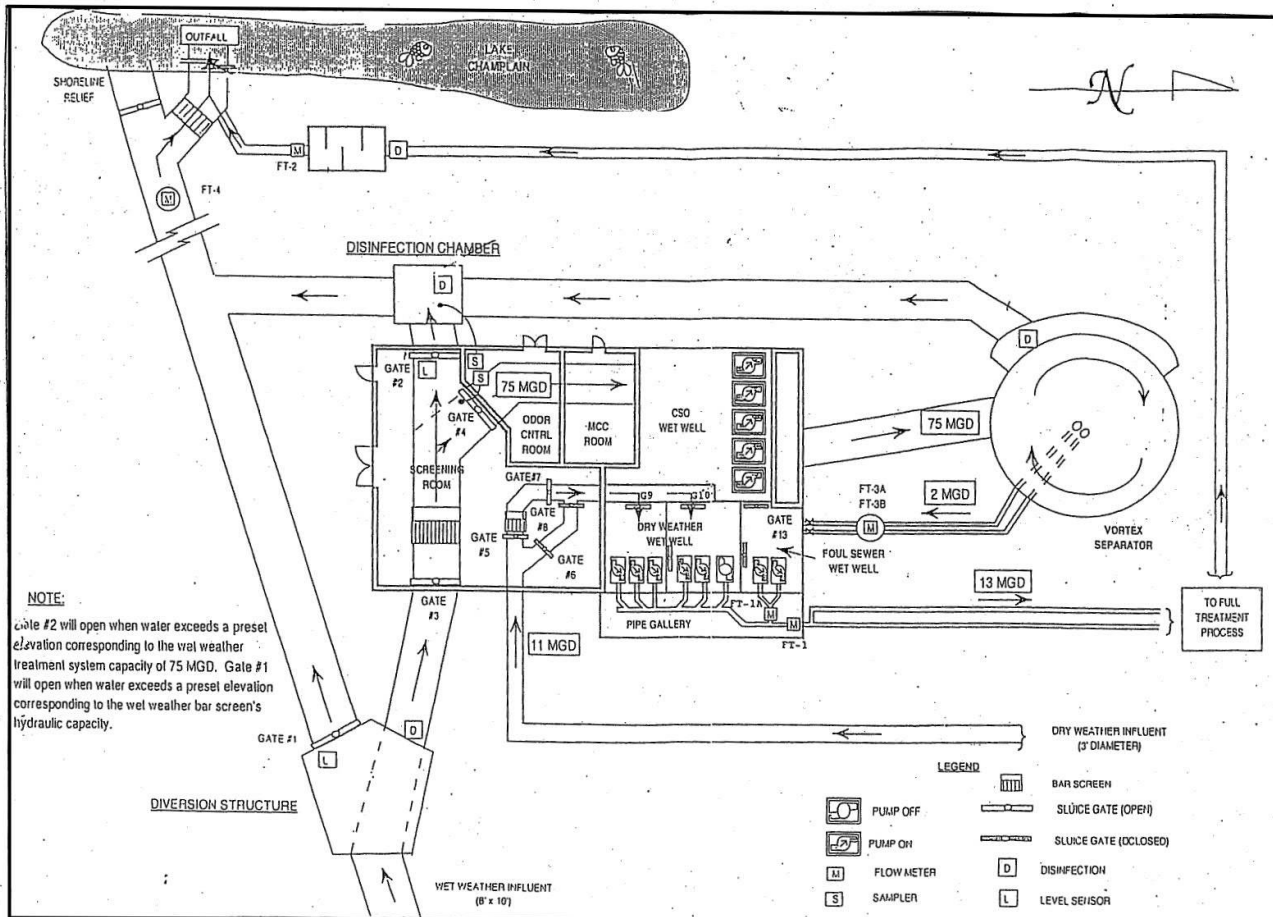 OUTFALL
LAKE
CHAMPLAIN
SHORELINE
RELIEF
N
M
D
FT-2
M
FT-4
DISINFECTION CHAMBER
D
D
GATE
#2
L
S
S
75 MGD
GATE
#4
ODOR
CNTRL
ROOM
MCC
ROOM
CSO
WET WELL
75 MGD
SCREENING
ROOM
GATE#7
GATE
#8
GATE
#5
GATE
#6
G9
G10
DRY WEATHER
WET WELL
GATE
#13
FT-3A
FT-3B
M
2 MGD
VORTEX
SEPARATOR
FOUL SEWER
WET WELL
13 MGD
GATE
#3
FT-1A
M
M
PIPE GALLERY
FT-1
11 MGD
TO FULL
TREATMENT
PROCESS
NOTE:
Gate #2 will open when water exceeds a preset
elevation corresponding to the wet weather
treatment system capacity of 75 MGD. Gate #1
will open when water exceeds a preset elevation
corresponding to the wet weather bar screen's
hydraulic capacity.
GATE #1
L
D
DIVERSION STRUCTURE
DRY WEATHER INFLUENT
(3' DIAMETER)
WET WEATHER INFLUENT
(8' x 10')
LEGEND
PUMP OFF
PUMP ON
M FLOW METER
S SAMPLER
BAR SCREEN
SLUICE GATE (OPEN)
SLUICE GATE (DCLOSED)
D DISINFECTION
L LEVEL SENSOR